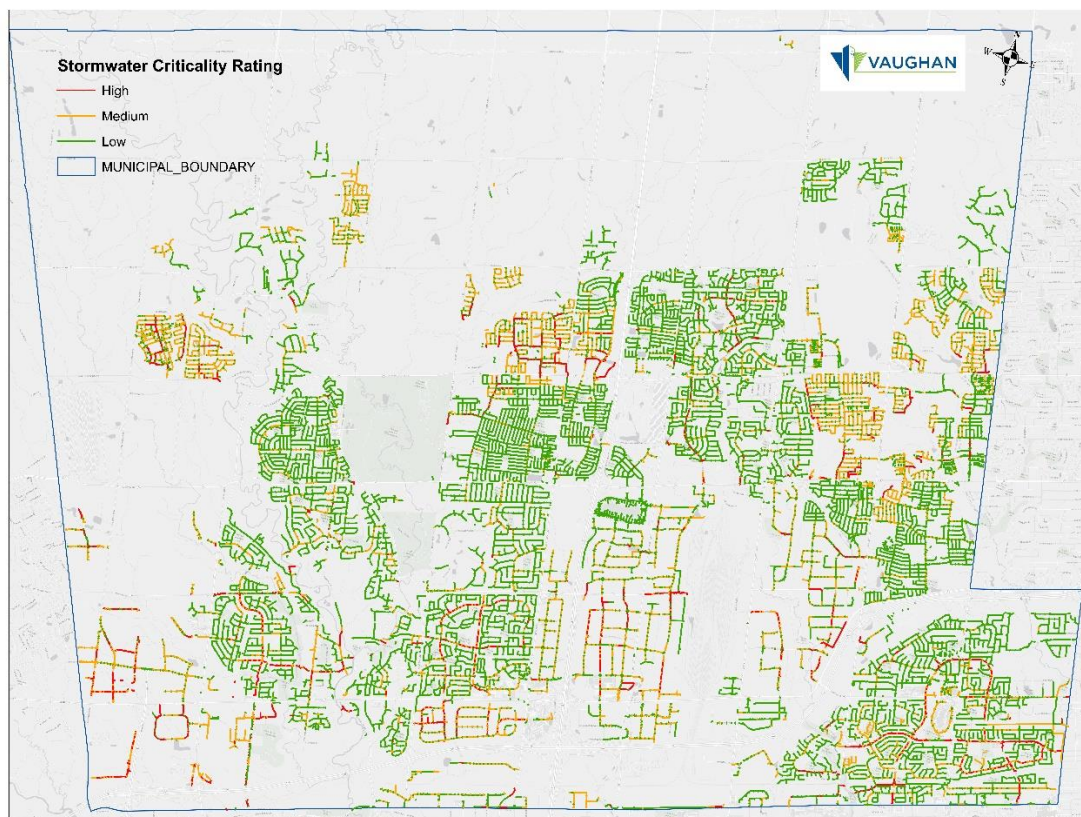 Stormwater Criticality Rating
High
Medium
Low
MUNICIPAL_BOUNDARY
VAUGHAN
N
W
E
S